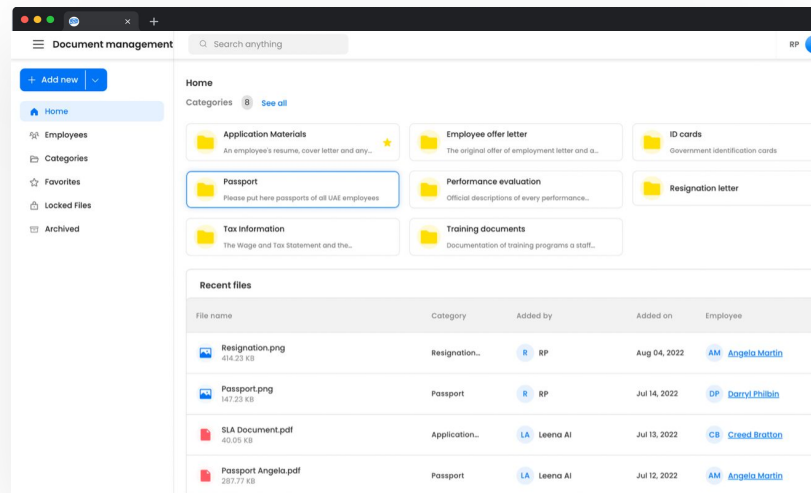 Document management
Search anything
RP
+ Add new
Home
Employees
Categories
Favorites
Locked Files
Archived
Home
Categories 8 See all
Application Materials
An employee's resume, cover letter and any...
Employee offer letter
The original offer of employment letter and a...
ID cards
Government identification cards
Passport
Please put here passports of all UAE employees
Performance evaluation
Official descriptions of every performance...
Resignation letter
Tax Information
The Wage and Tax Statement and the...
Training documents
Documentation of training programs a staff...
Recent files
File name Category Added by Added on Employee
Resignation.png
414.23 KB
Resignation... R RP Aug 04, 2022 AM Angela Martin
Passport.png
147.23 KB
Passport R RP Jul 14, 2022 DP Darryl Philbin
SLA Document.pdf
40.05 KB
Application... LA Leena AI Jul 13, 2022 CB Creed Bratton
Passport Angela.pdf
287.77 KB
Passport LA Leena AI Jul 12, 2022 AM Angela Martin